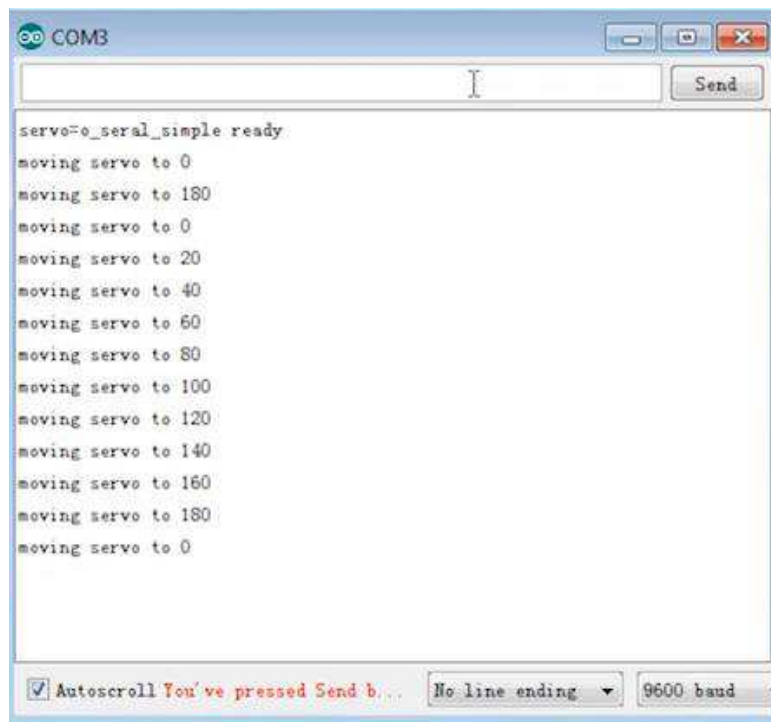 COM3
Send
servo=o_seral_simple ready
moving servo to 0
moving servo to 180
moving servo to 0
moving servo to 20
moving servo to 40
moving servo to 60
moving servo to 80
moving servo to 100
moving servo to 120
moving servo to 140
moving servo to 160
moving servo to 180
moving servo to 0
Autoscroll You've pressed Send b... No line ending 9600 baud